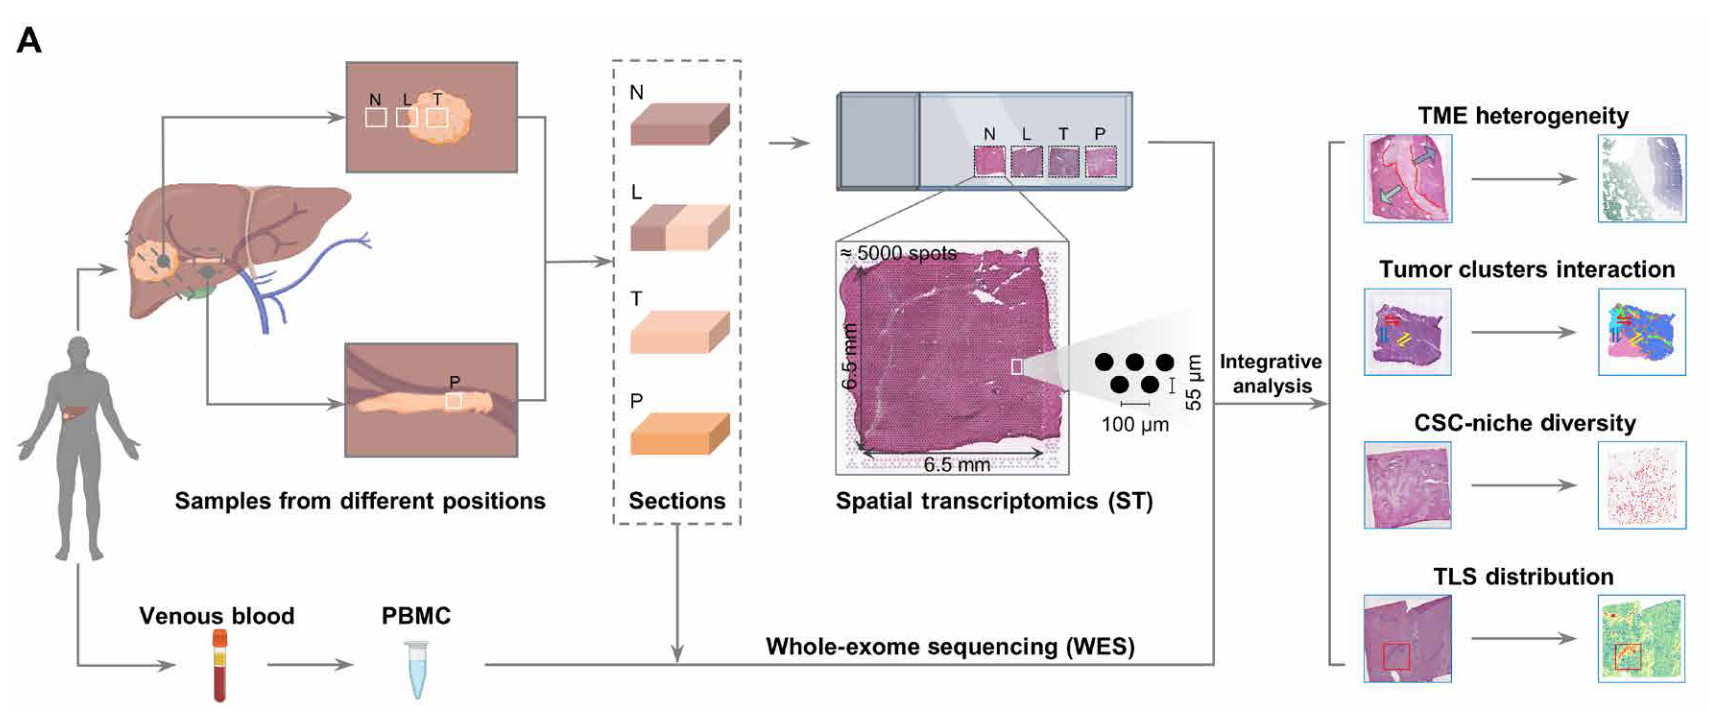 A
N L T
P
Samples from different positions
N
L
T
P
Sections
N L T P
≈ 5000 spots
6.5 mm
6.5 mm
55 μm
100 μm
Spatial transcriptomics (ST)
Venous blood
PBMC
Whole-exome sequencing (WES)
Integrative
analysis
TME heterogeneity
Tumor clusters interaction
CSC-niche diversity
TLS distribution